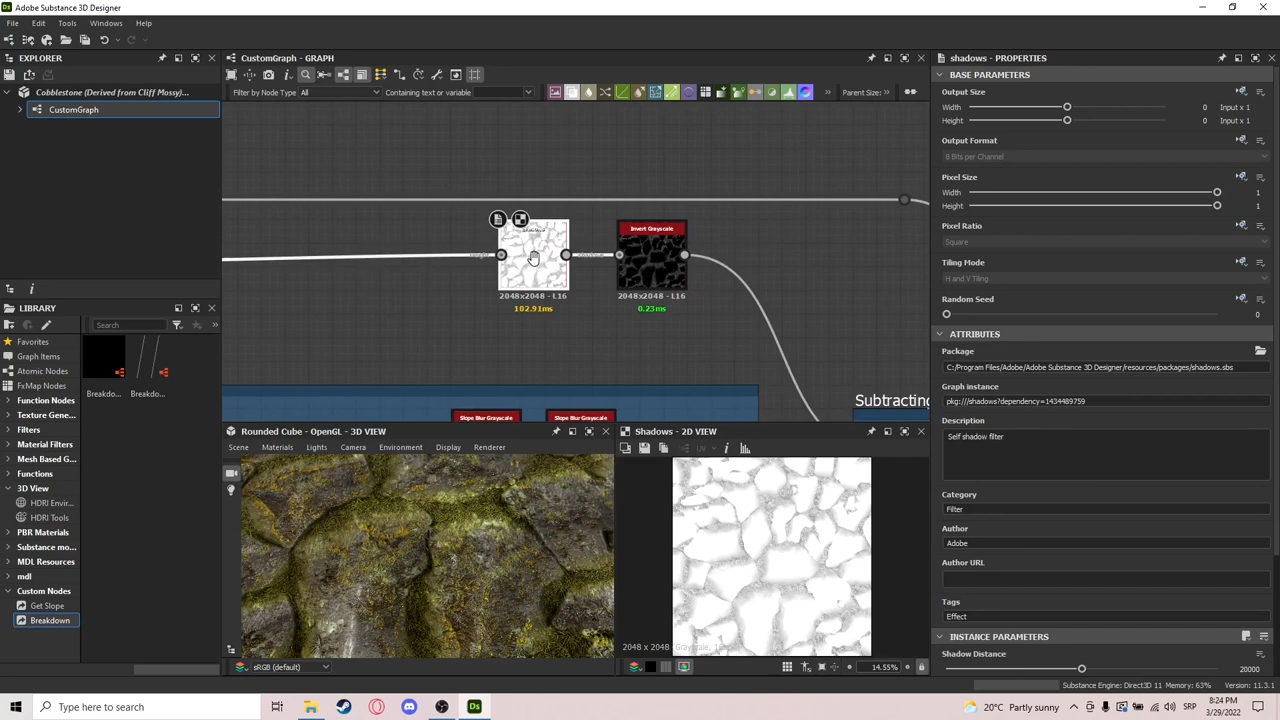 Adobe Substance 3D Designer
File Edit Tools Windows Help
EXPLORER
Cobblestone (Derived from Cliff Mossy)...
CustomGraph
CustomGraph - GRAPH
Filter by Node Type All Containing text or variable Parent Size:
Invert Grayscale
2048x2048 - L16
102.91ms
2048x2048 - L16
0.23ms
Subtracting
Slope Blur Grayscale Slope Blur Grayscale
LIBRARY
Search
Favorites
Graph Items
Atomic Nodes
FxMap Nodes
Function Nodes
Texture Gene...
Filters
Material Filters
Mesh Based G...
Functions
3D View
HDRI Envir...
HDRI Tools
PBR Materials
Substance mo...
MDL Resources
mdl
Custom Nodes
Get Slope
Breakdown
Breakdo... Breakdo...
Rounded Cube - OpenGL - 3D VIEW
Scene Materials Lights Camera Environment Display Renderer
sRGB (default)
Shadows - 2D VIEW
UV
2048 x 2048 (Grayscale, 16
14.55%
shadows - PROPERTIES
BASE PARAMETERS
Output Size
Width 0 Input x 1
Height 0 Input x 1
Output Format
8 Bits per Channel
Pixel Size
Width 1
Height 1
Pixel Ratio
Square
Tiling Mode
H and V Tiling
Random Seed
0
ATTRIBUTES
Package
C:/Program Files/Adobe/Adobe Substance 3D Designer/resources/packages/shadows.sbs
Graph instance
pkg:///shadows?dependency=1434489759
Description
Self shadow filter
Category
Filter
Author
Adobe
Author URL
Tags
Effect
INSTANCE PARAMETERS
Shadow Distance
20000
Substance Engine: Direct3D 11 Memory: 63% Version: 11.3.1
Type here to search
20°C Partly sunny
SRP
8:24 PM
3/29/2022